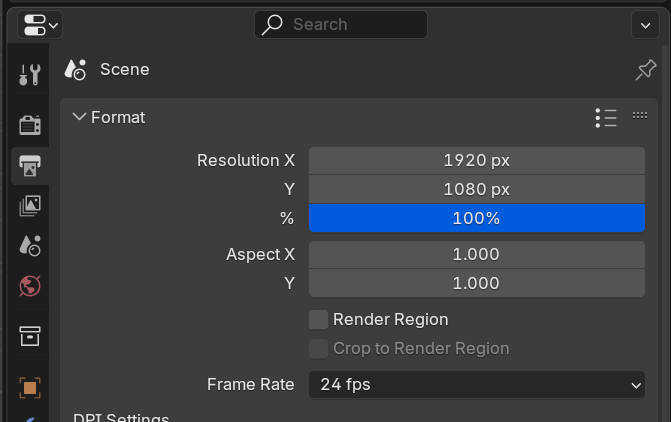 Search
Scene
Format
Resolution X 1920 px
Y 1080 px
% 100%
Aspect X 1.000
Y 1.000
Render Region
Crop to Render Region
Frame Rate 24 fps
DPI Settings